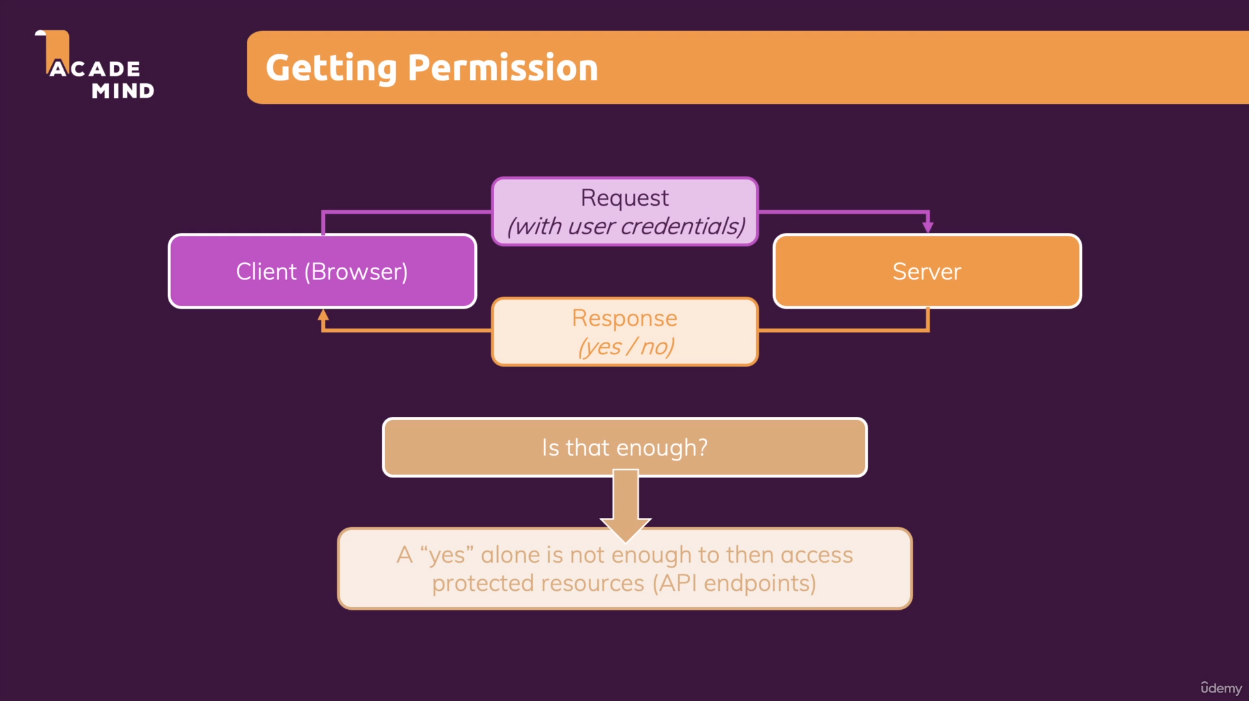 ACADE
MIND
Getting Permission
Request
(with user credentials)
Client (Browser)
Server
Response
(yes / no)
Is that enough?
A “yes” alone is not enough to then access
protected resources (API endpoints)
udemy